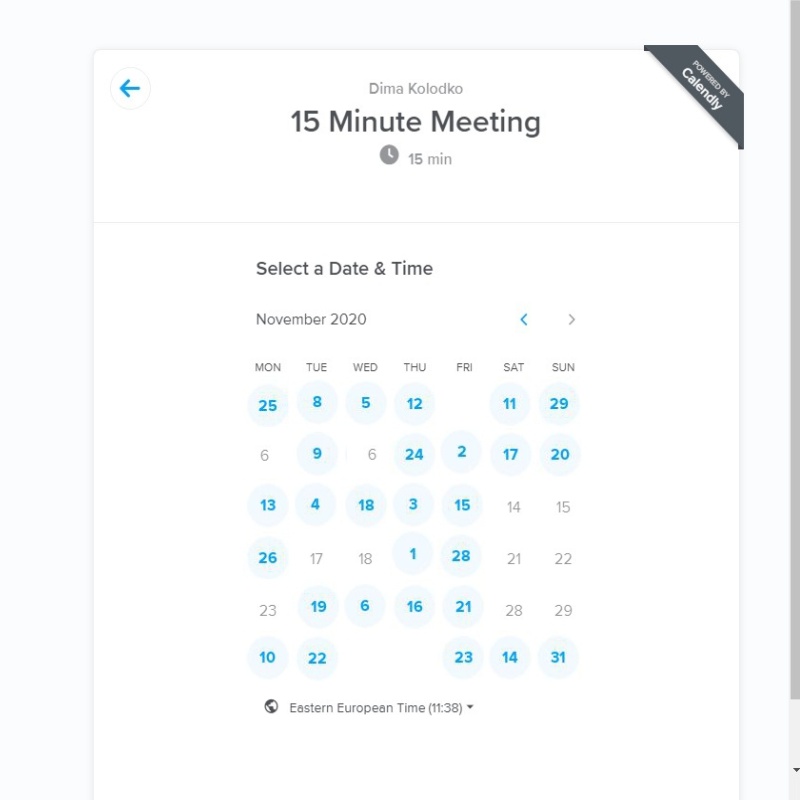 POWERED BY
Calendly
Dima Kolodko
15 Minute Meeting
15 min
Select a Date & Time
November 2020
MON TUE WED THU FRI SAT SUN
25 8 5 12 11 29
6 9 6 24 2 17 20
13 4 18 3 15 14 15
26 17 18 1 28 21 22
23 19 6 16 21 28 29
10 22 23 14 31
Eastern European Time (11:38)